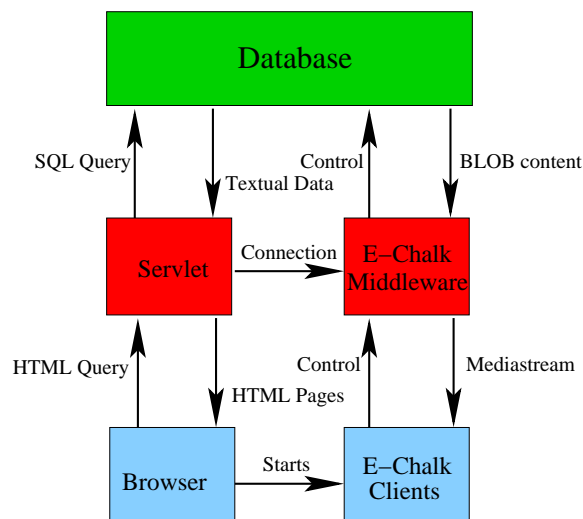 Database
SQL Query
Textual Data
Control
BLOB content
Servlet
Connection
E−Chalk
Middleware
HTML Query
HTML Pages
Control
Mediastream
Browser
Starts
E−Chalk
Clients